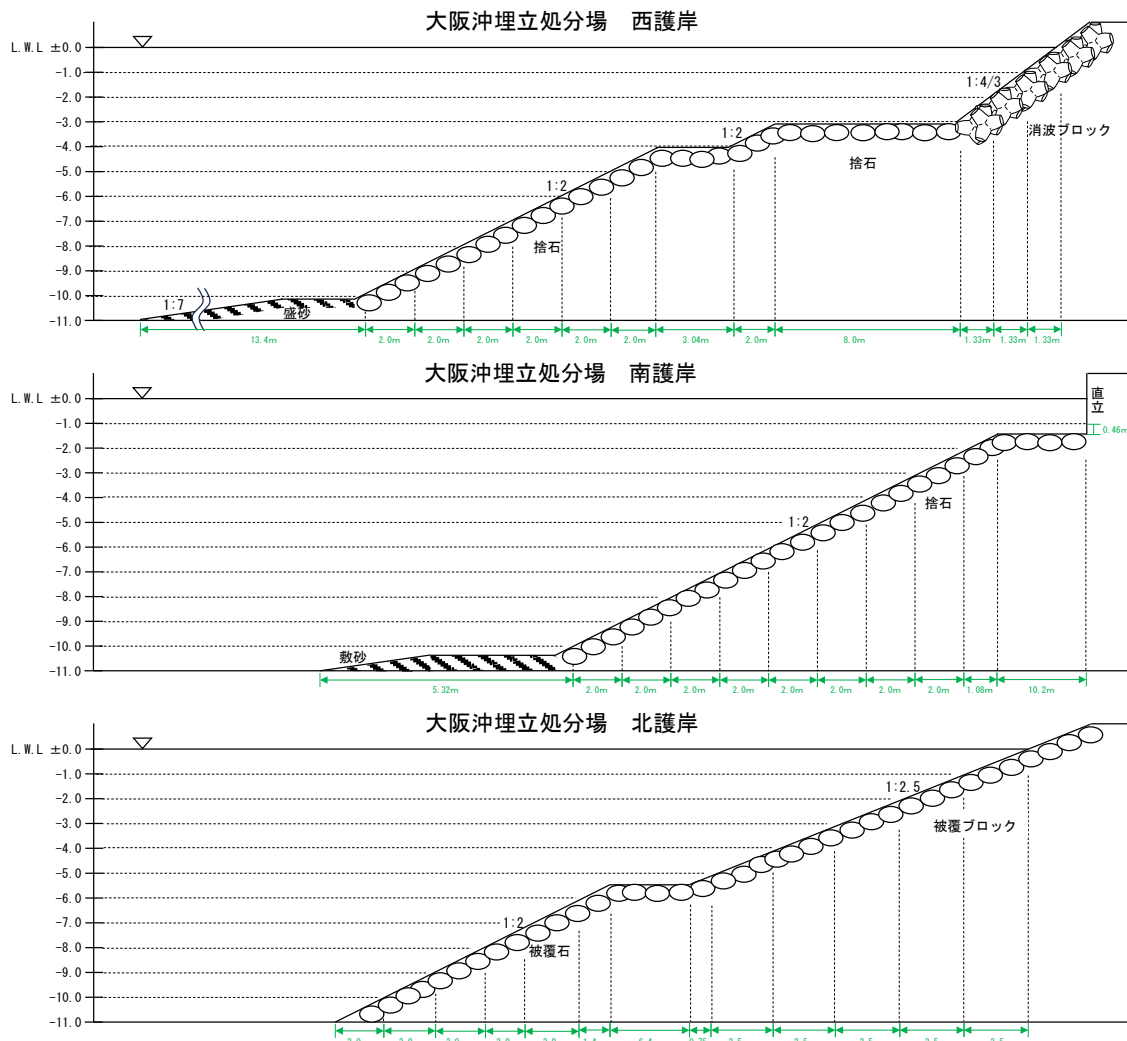 大阪沖埋立処分場　西護岸
L.W.L ±0.0
-1.0
-2.0
-3.0
-4.0
-5.0
-6.0
-7.0
-8.0
-9.0
-10.0
-11.0
1:7
盛砂
1:2
捨石
1:2
捨石
1:4/3
消波ブロック
13.4m
2.0m
2.0m
2.0m
2.0m
2.0m
2.0m
3.04m
2.0m
8.0m
1.33m
1.33m
1.33m
大阪沖埋立処分場　南護岸
L.W.L ±0.0
-1.0
-2.0
-3.0
-4.0
-5.0
-6.0
-7.0
-8.0
-9.0
-10.0
-11.0
敷砂
1:2
捨石
直立
0.46m
5.32m
2.0m
2.0m
2.0m
2.0m
2.0m
2.0m
2.0m
2.0m
1.08m
10.2m
大阪沖埋立処分場　北護岸
L.W.L ±0.0
-1.0
-2.0
-3.0
-4.0
-5.0
-6.0
-7.0
-8.0
-9.0
-10.0
-11.0
1:2
被覆石
1:2.5
被覆ブロック